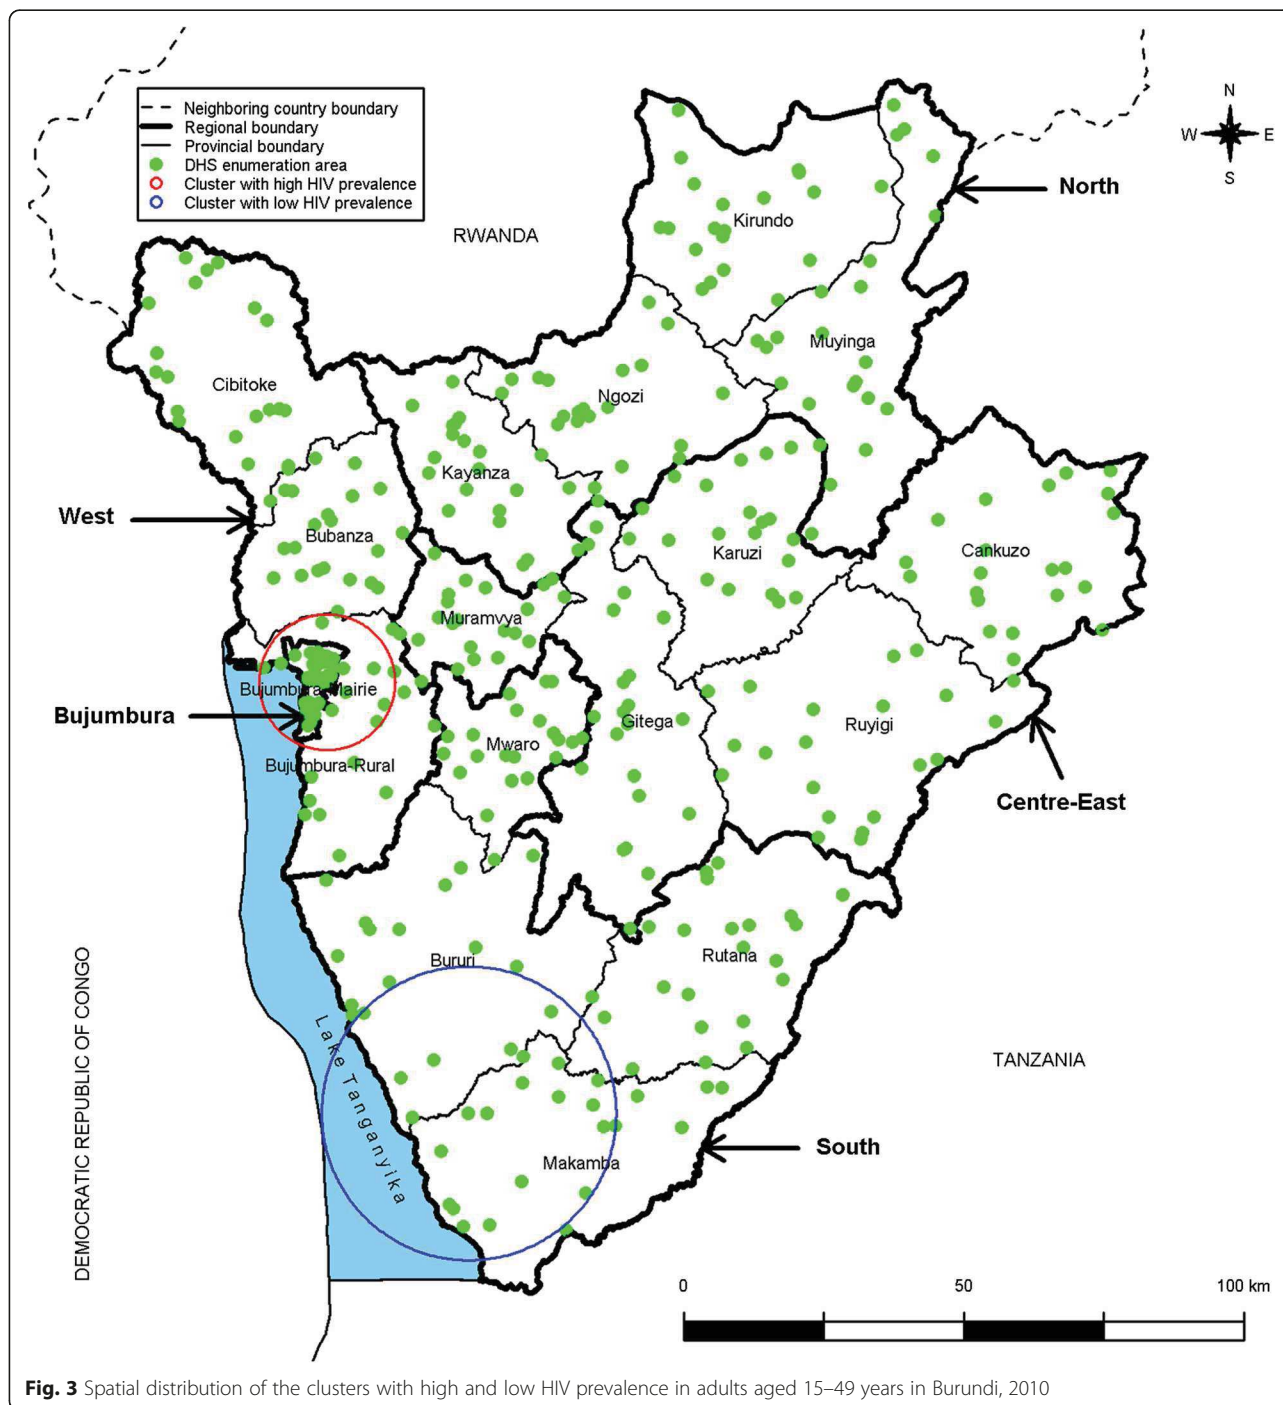 Neighboring country boundary
Regional boundary
Provincial boundary
DHS enumeration area
Cluster with high HIV prevalence
Cluster with low HIV prevalence
N
W E
S
North
RWANDA
Kirundo
Muyinga
Cibitoke
Ngozi
Kayanza
West
Bubanza
Karuzi
Cankuzo
Muramvya
Bujumbura-Mairie
Bujumbura
Gitega
Ruyigi
Mwaro
Bujumbura-Rural
Centre-East
Bururi
Rutana
DEMOCRATIC REPUBLIC OF CONGO
Lake Tanganyika
TANZANIA
South
Makamba
0 50 100 km
Fig. 3 Spatial distribution of the clusters with high and low HIV prevalence in adults aged 15–49 years in Burundi, 2010